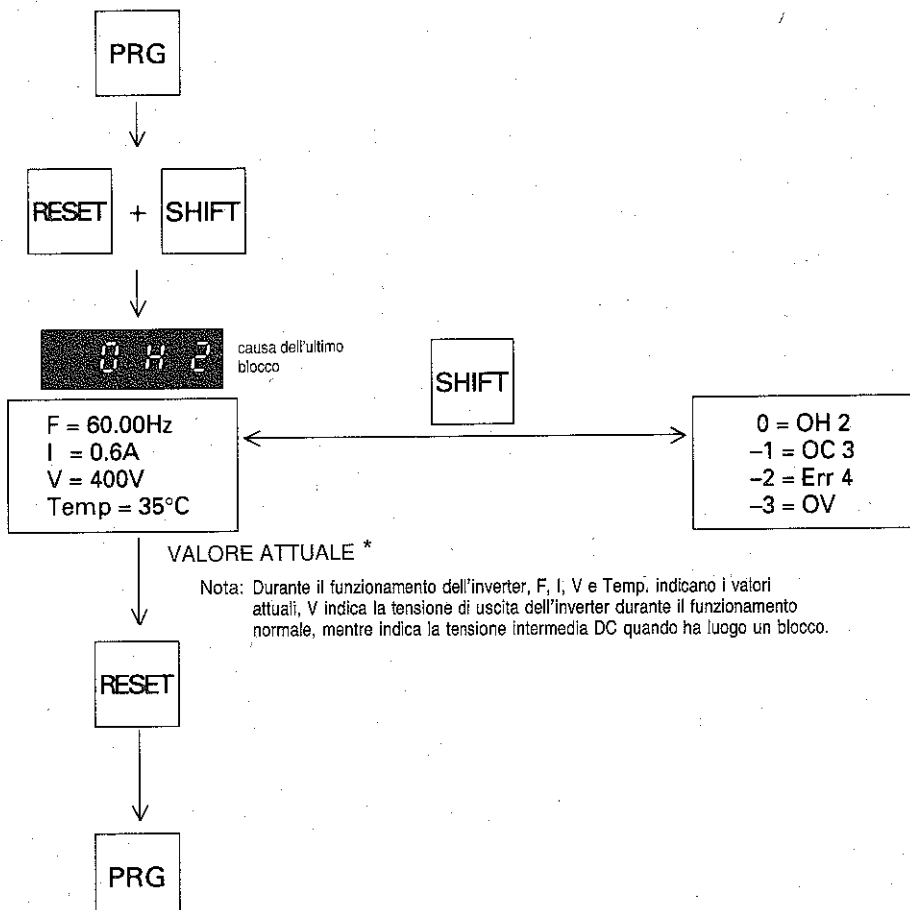 PRG
RESET + SHIFT
0 H 2
causa dell'ultimo
blocco
SHIFT
F = 60.00Hz
I = 0.6A
V = 400V
Temp = 35°C
0 = OH 2
–1 = OC 3
–2 = Err 4
–3 = OV
VALORE ATTUALE *
Nota: Durante il funzionamento dell'inverter, F, I, V e Temp. indicano i valori
attuali, V indica la tensione di uscita dell'inverter durante il funzionamento
normale, mentre indica la tensione intermedia DC quando ha luogo un blocco.
RESET
PRG